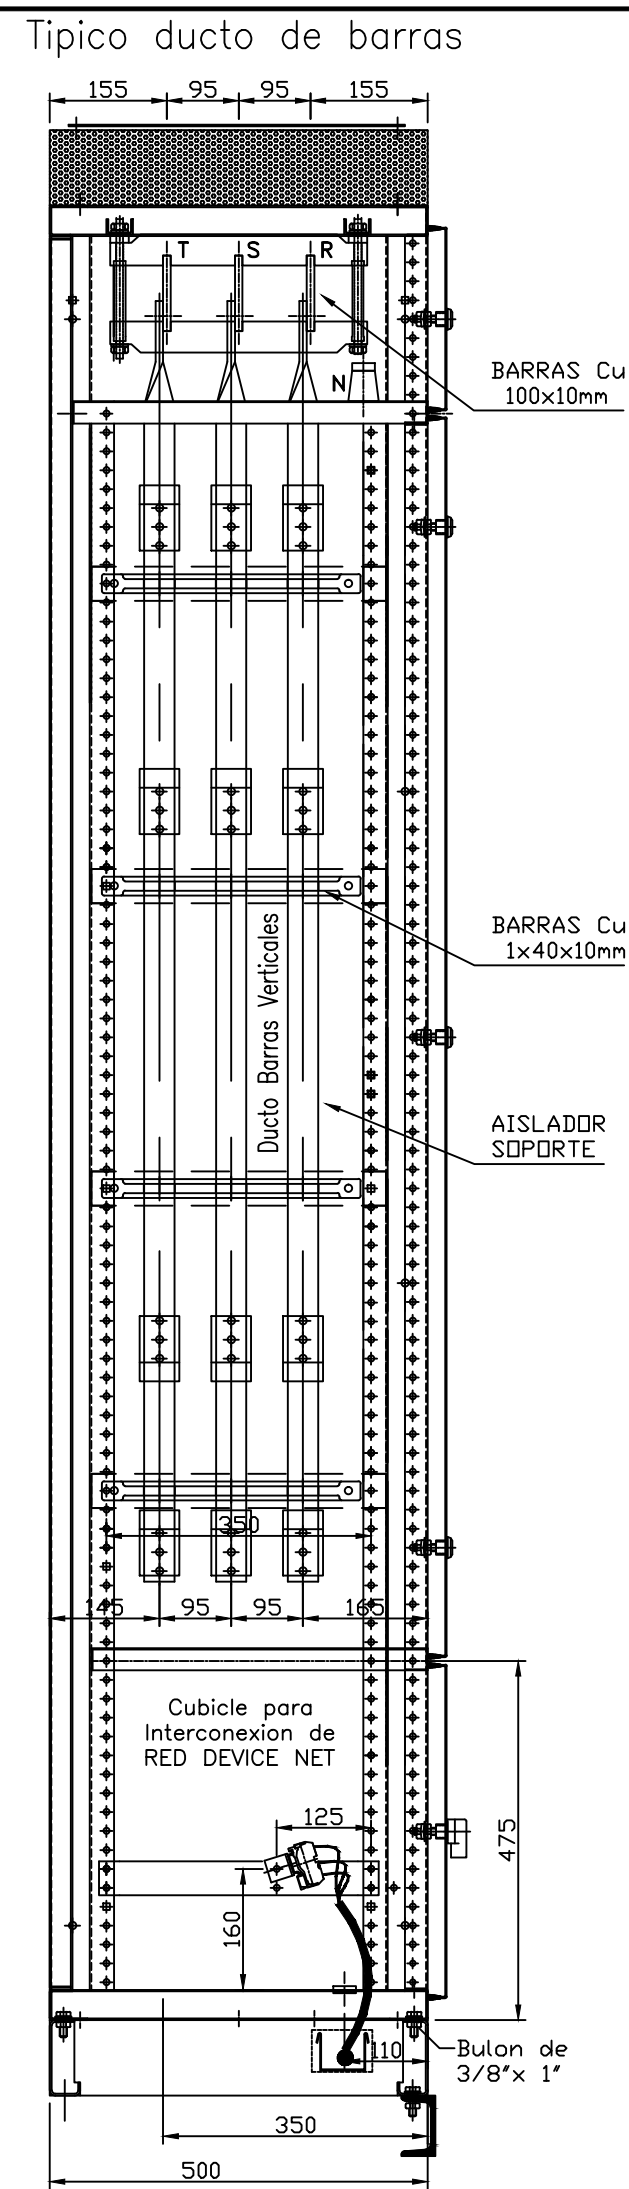 Tipico ducto de barras
155 95 95 155
T S R
N
BARRAS Cu
100x10mm
BARRAS Cu
1x40x10mm
Ducto Barras Verticales
AISLADOR
SOPORTE
350
145 95 95 165
Cubicle para
Interconexion de
RED DEVICE NET
125
475
160
110
Bulon de
3/8"x 1"
350
500